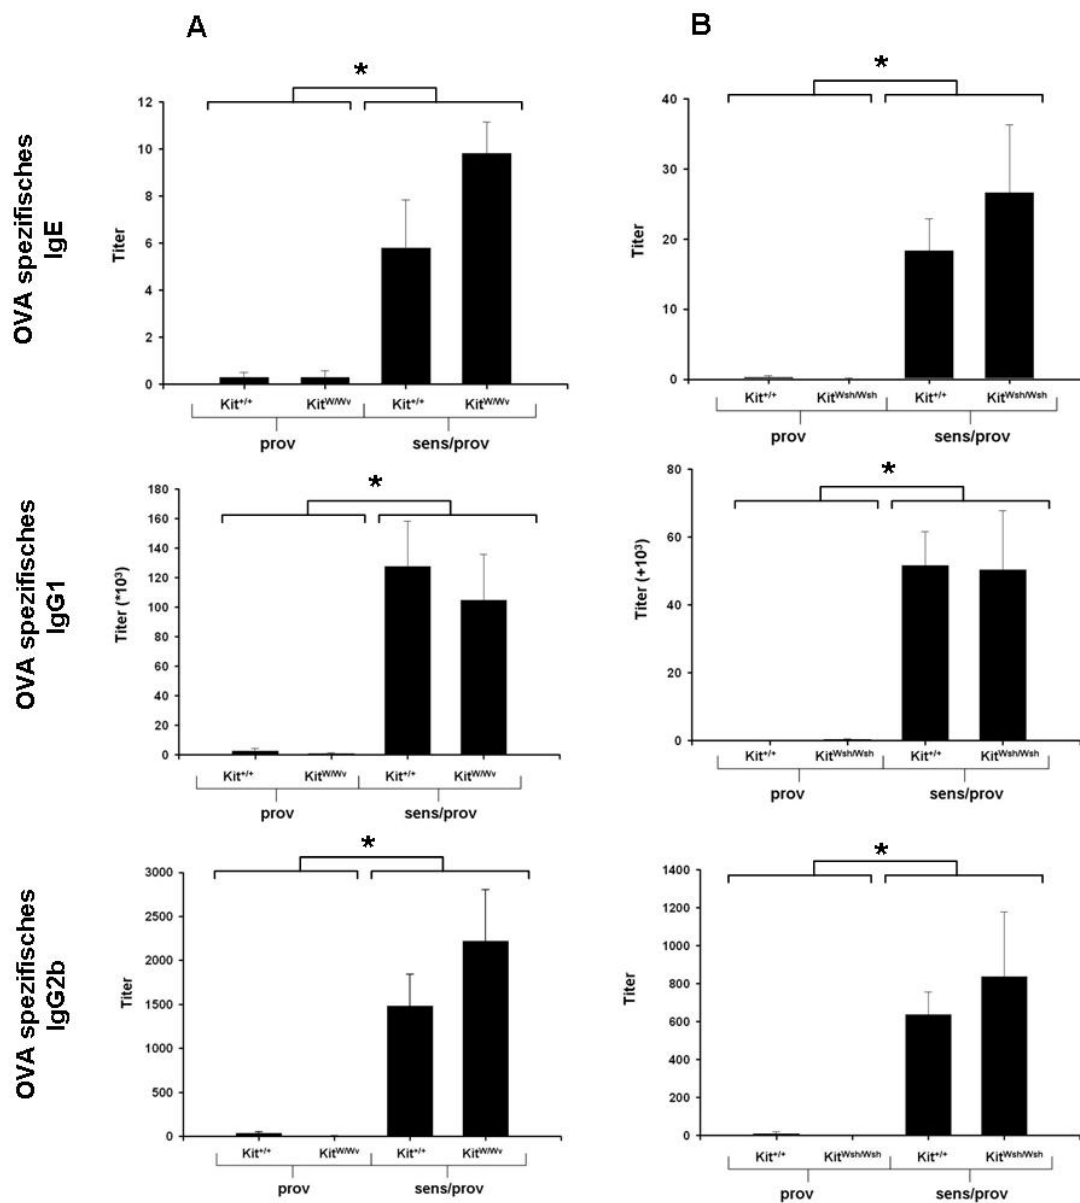 A
B
OVA spezifisches
IgE
Titer
12
10
8
6
4
2
0
*
Kit+/+
KitW/Wv
Kit+/+
KitW/Wv
prov
sens/prov
Titer
40
30
20
10
0
*
Kit+/+
KitWsh/Wsh
Kit+/+
KitWsh/Wsh
prov
sens/prov
OVA spezifisches
IgG1
Titer (*10³)
180
160
140
120
100
80
60
40
20
0
*
Kit+/+
KitW/Wv
Kit+/+
KitW/Wv
prov
sens/prov
Titer (+10³)
80
60
40
20
0
*
Kit+/+
KitWsh/Wsh
Kit+/+
KitWsh/Wsh
prov
sens/prov
OVA spezifisches
IgG2b
Titer
3000
2500
2000
1500
1000
500
0
*
Kit+/+
KitW/Wv
Kit+/+
KitW/Wv
prov
sens/prov
Titer
1400
1200
1000
800
600
400
200
0
*
Kit+/+
KitWsh/Wsh
Kit+/+
KitWsh/Wsh
prov
sens/prov